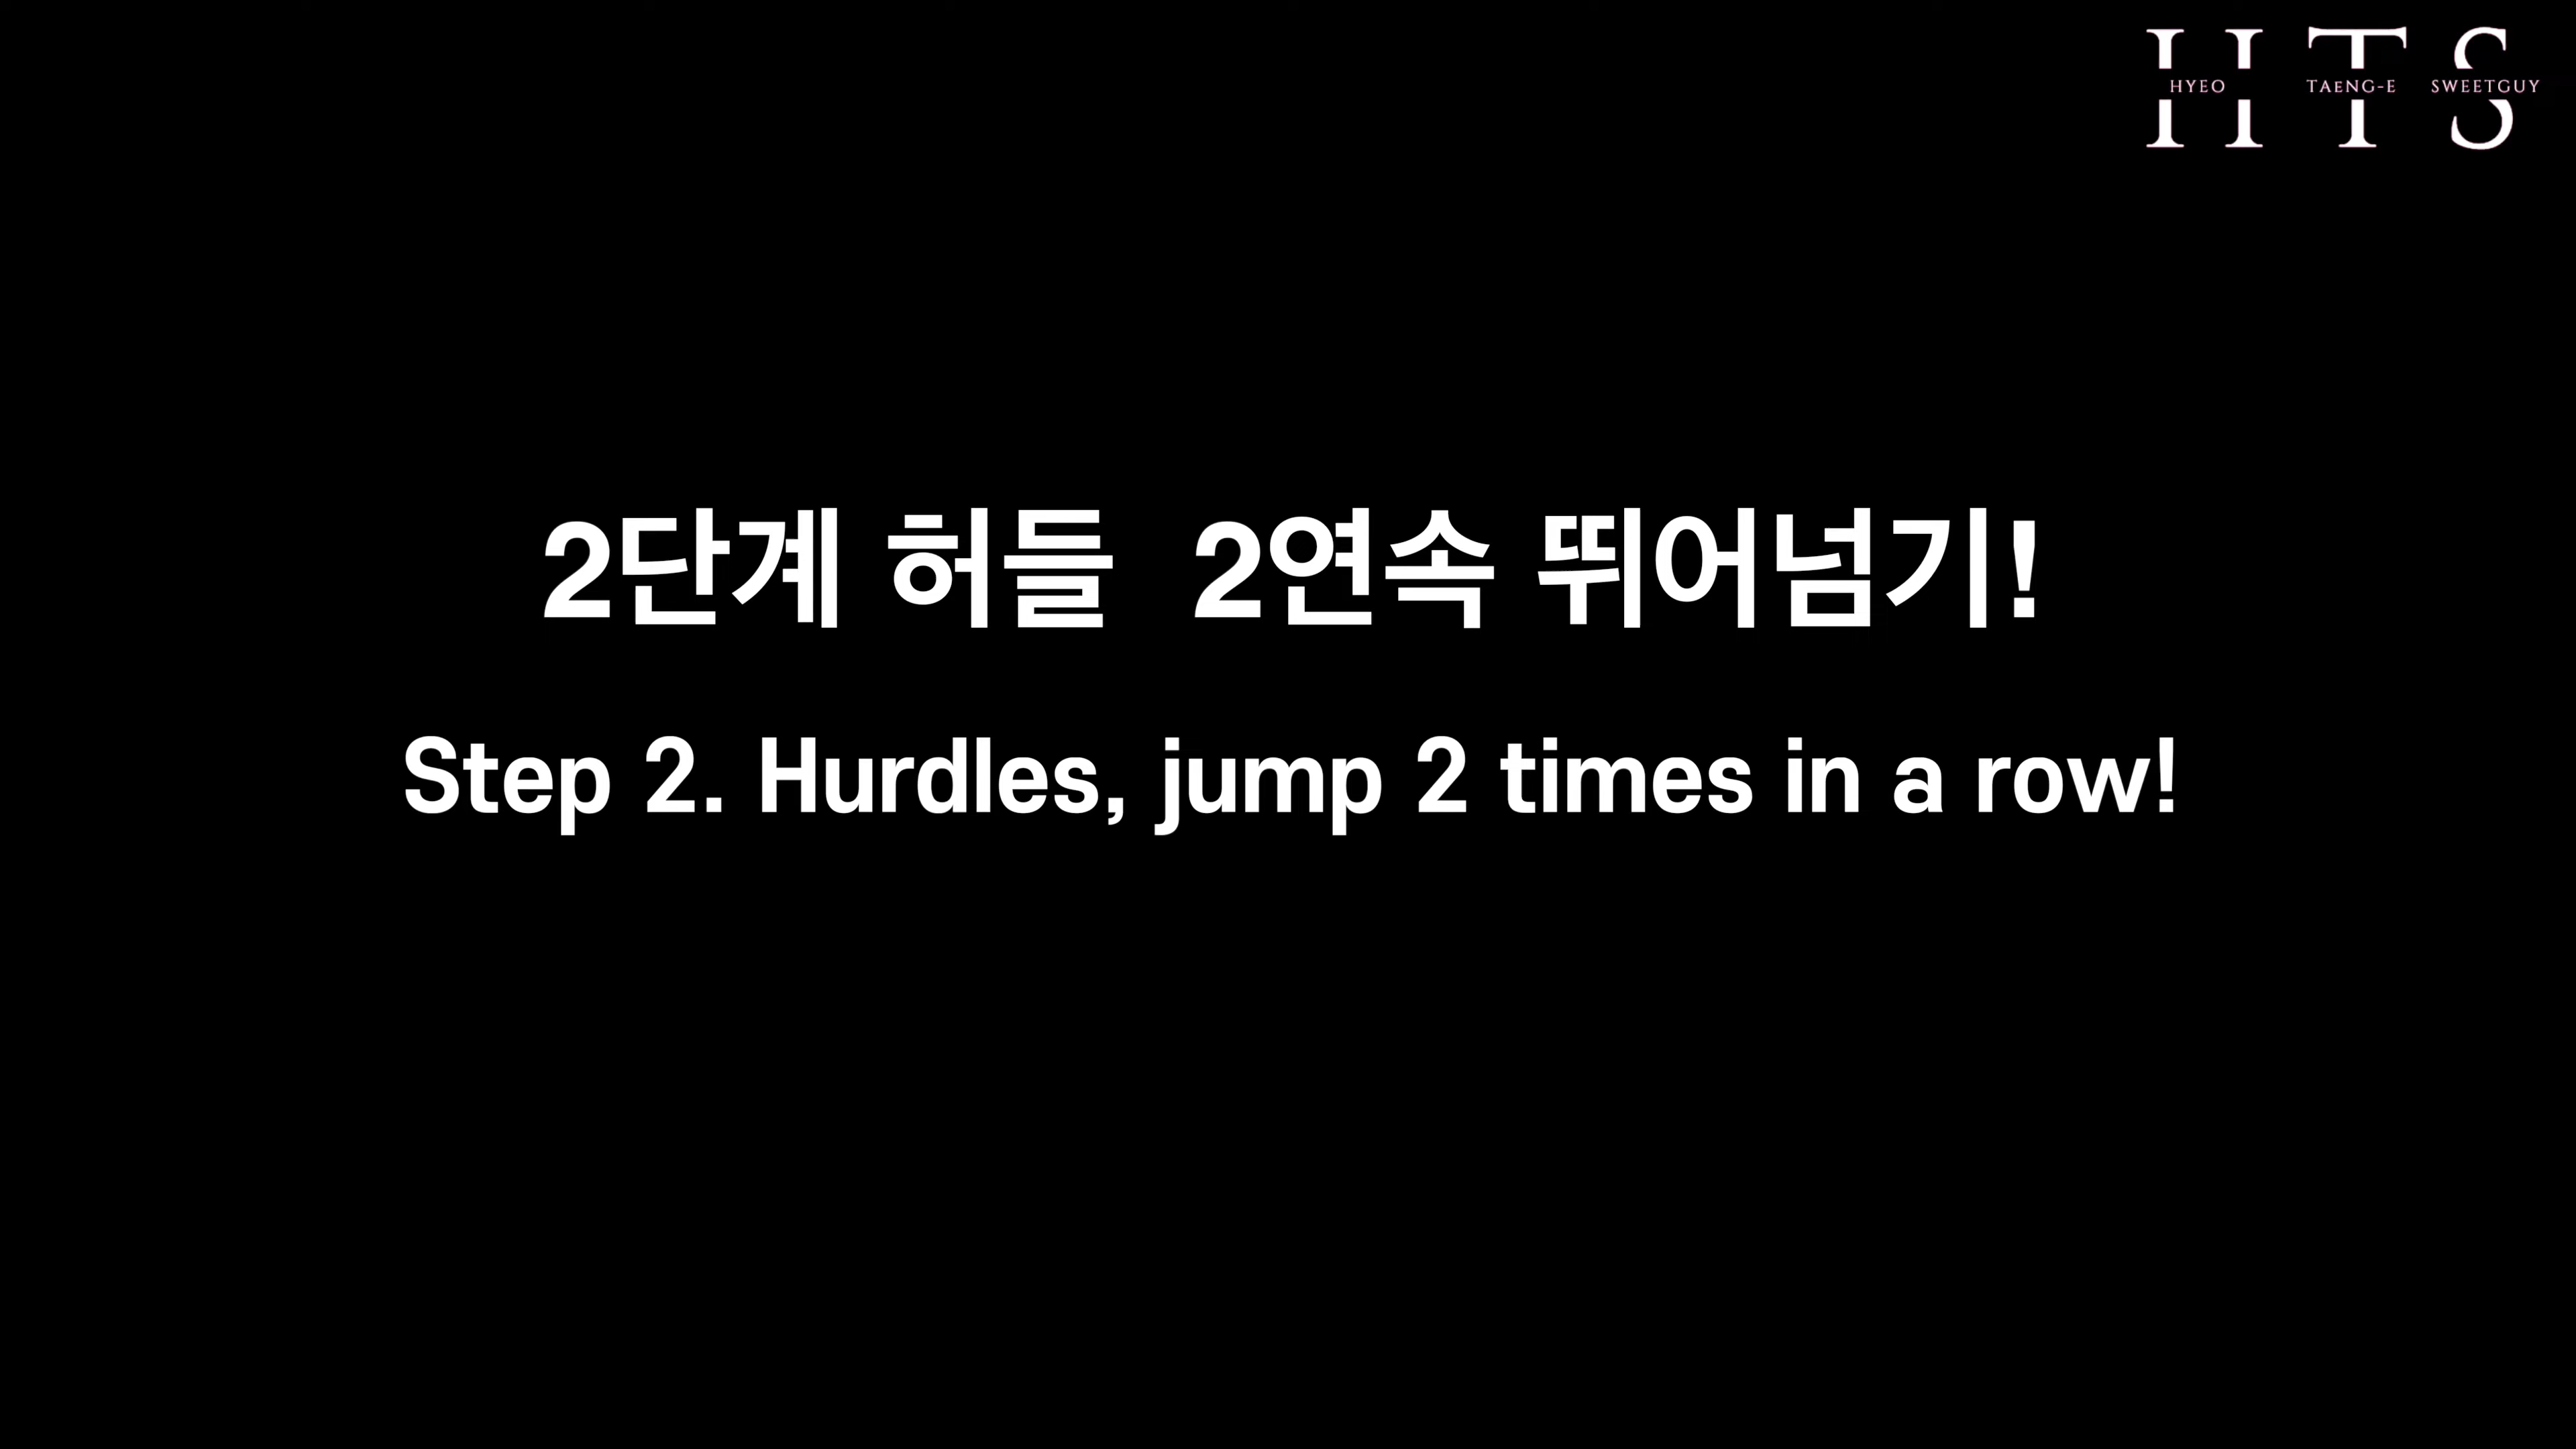 H T S
HYEO TAENG-E SWEETGUY
2단계 허들  2연속 뛰어넘기!
Step 2. Hurdles, jump 2 times in a row!